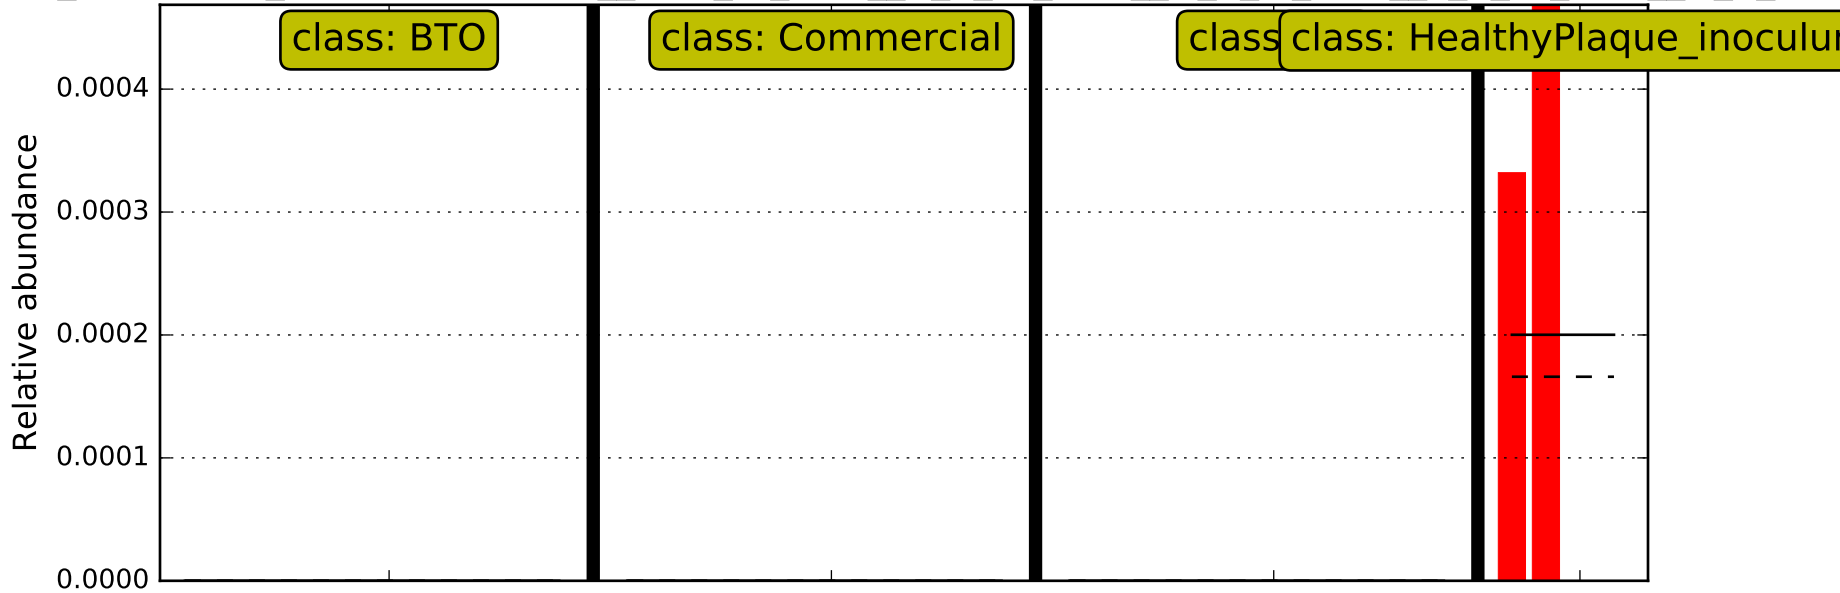 class: BTO
class: Commercial
class
class: HealthyPlaque_inoculu
0.0004
0.0003
0.0002
0.0001
0.0000
Relative abundance